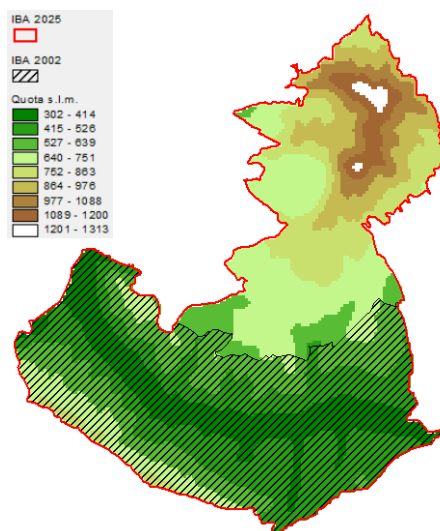 IBA 2025
IBA 2002
Quota s.l.m.
302 - 414
415 - 526
527 - 639
640 - 751
752 - 863
864 - 976
977 - 1088
1089 - 1200
1201 - 1313